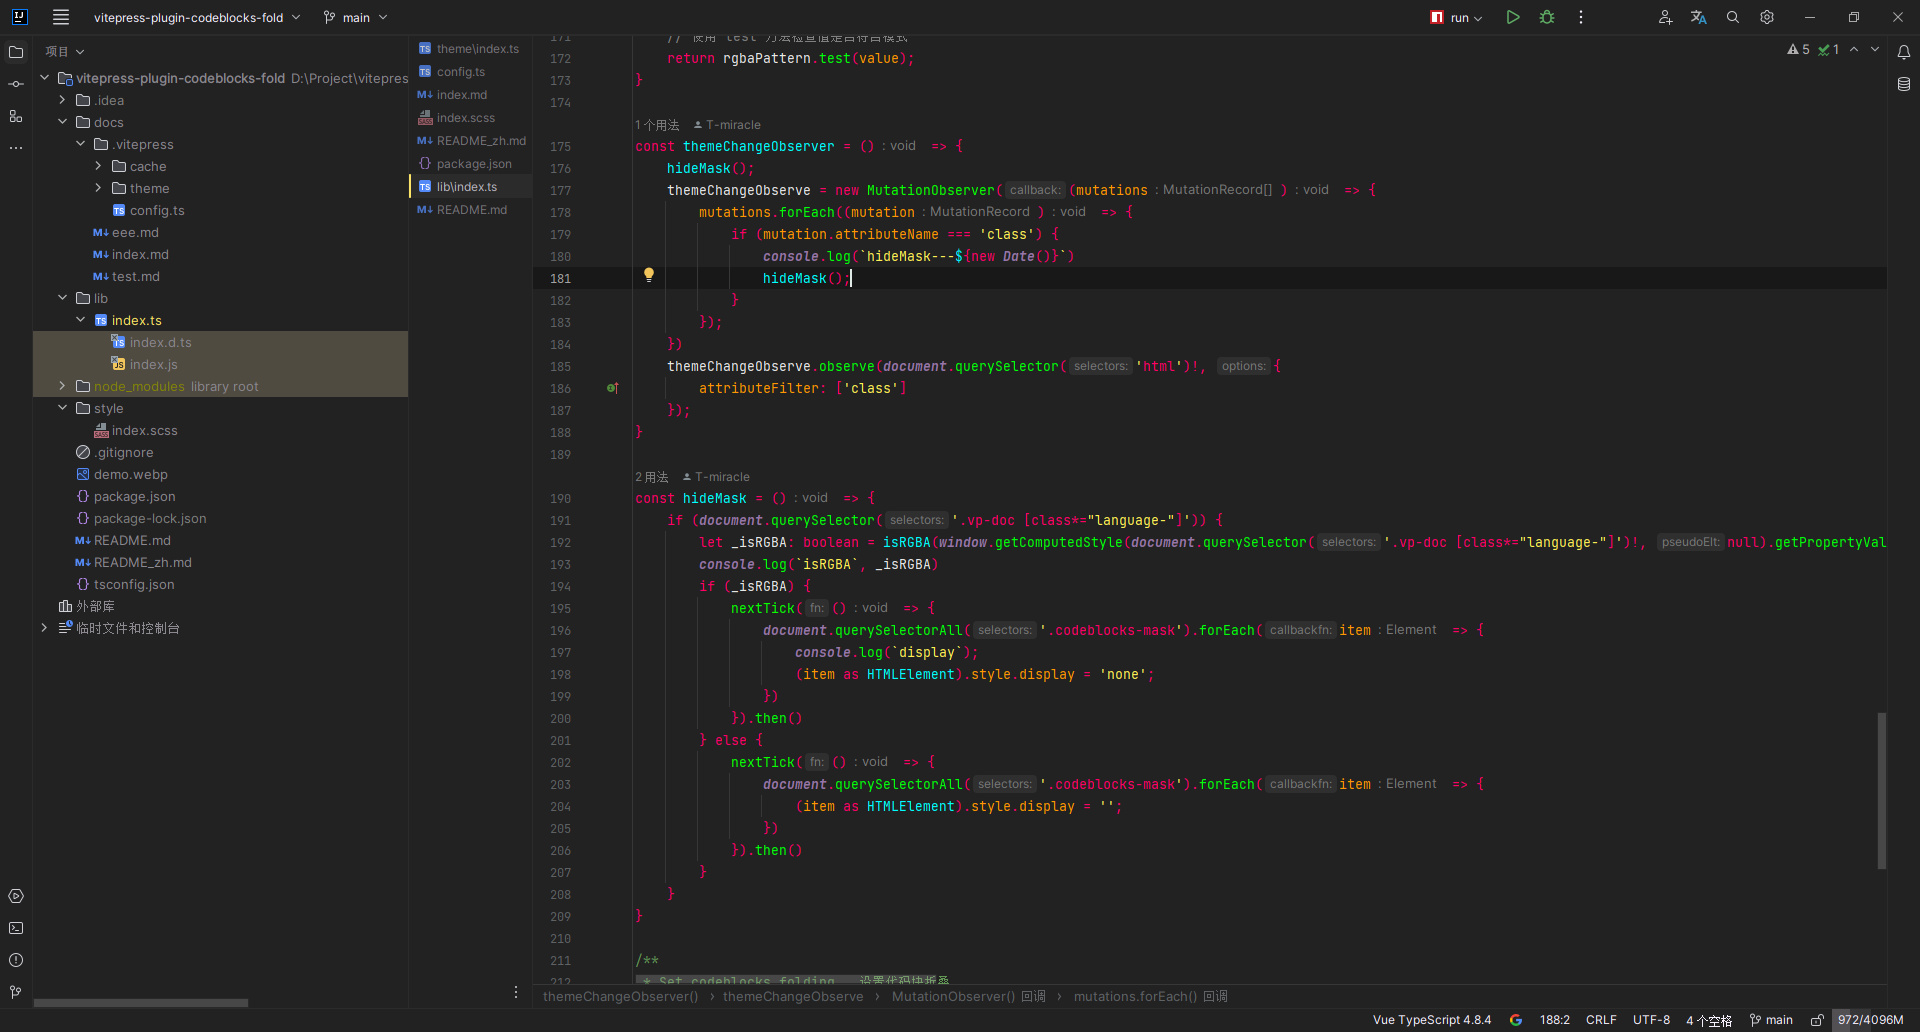 vitepress-plugin-codeblocks-fold
main
run
项目
vitepress-plugin-codeblocks-fold D:\Project\vitepres
.idea
docs
.vitepress
cache
theme
config.ts
eee.md
index.md
test.md
lib
index.ts
index.d.ts
index.js
node_modules library root
style
index.scss
.gitignore
demo.webp
package.json
package-lock.json
README.md
README_zh.md
tsconfig.json
外部库
临时文件和控制台
theme\index.ts
config.ts
index.md
index.scss
README_zh.md
package.json
lib\index.ts
README.md
5 1
171 // 使用 `test` 方法检查值是否符合模式
172 return rgbaPattern.test(value);
173 }
174
1 个用法 T-miracle
175 const themeChangeObserver = () : void => {
176 hideMask();
177 themeChangeObserve = new MutationObserver( callback: (mutations : MutationRecord[] ) : void => {
178 mutations.forEach((mutation : MutationRecord ) : void => {
179 if (mutation.attributeName === 'class') {
180 console.log(`hideMask---${new Date()}`)
181 hideMask();
182 }
183 });
184 })
185 themeChangeObserve.observe(document.querySelector( selectors: 'html')!, options: {
186 attributeFilter: ['class']
187 });
188 }
189
2 用法 T-miracle
190 const hideMask = () : void => {
191 if (document.querySelector( selectors: '.vp-doc [class*="language-"]')) {
192 let _isRGBA: boolean = isRGBA(window.getComputedStyle(document.querySelector( selectors: '.vp-doc [class*="language-"]')!, pseudoElt: null).getPropertyVal
193 console.log(`isRGBA`, _isRGBA)
194 if (_isRGBA) {
195 nextTick( fn: () : void => {
196 document.querySelectorAll( selectors: '.codeblocks-mask').forEach( callbackfn: item : Element => {
197 console.log(`display`);
198 (item as HTMLElement).style.display = 'none';
199 })
200 }).then()
201 } else {
202 nextTick( fn: () : void => {
203 document.querySelectorAll( selectors: '.codeblocks-mask').forEach( callbackfn: item : Element => {
204 (item as HTMLElement).style.display = '';
205 })
206 }).then()
207 }
208 }
209 }
210
211 /**
212 * Set codeblocks folding 设置代码块折叠
themeChangeObserver() › themeChangeObserve › MutationObserver() 回调 › mutations.forEach() 回调
Vue TypeScript 4.8.4 188:2 CRLF UTF-8 4 个空格 main 972/4096M